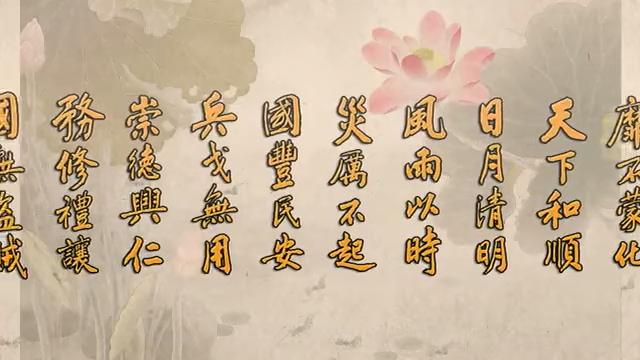 靡不蒙化
天下和順
日月清明
風雨以時
災厲不起
國豐民安
兵戈無用
崇德興仁
務修禮讓
國無盜賊